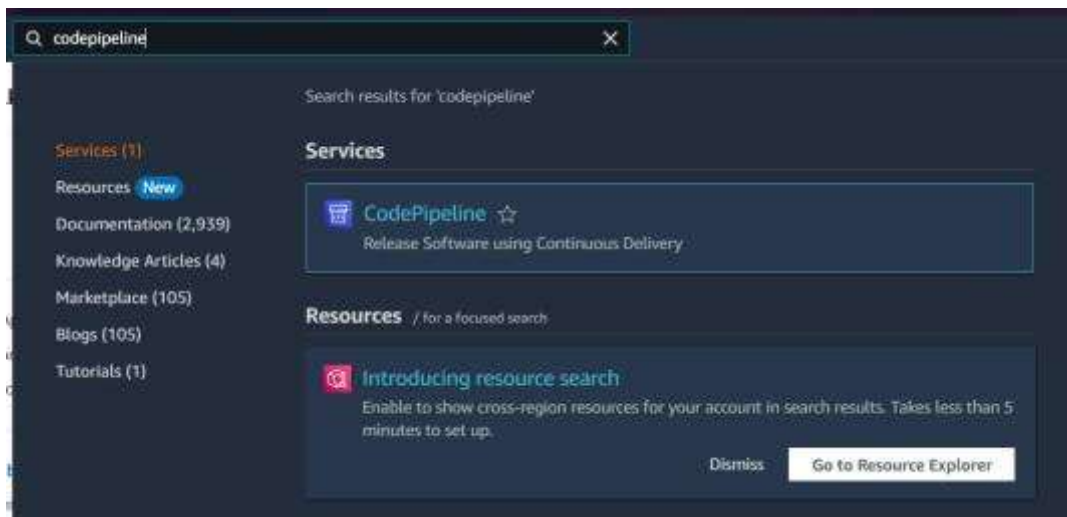 codepipeline
Search results for 'codepipeline'
Services (1)
Resources New
Documentation (2,939)
Knowledge Articles (4)
Marketplace (105)
Blogs (105)
Tutorials (1)
Services
CodePipeline
Release Software using Continuous Delivery
Resources / for a focused search
Introducing resource search
Enable to show cross-region resources for your account in search results. Takes less than 5
minutes to set up.
Dismiss Go to Resource Explorer